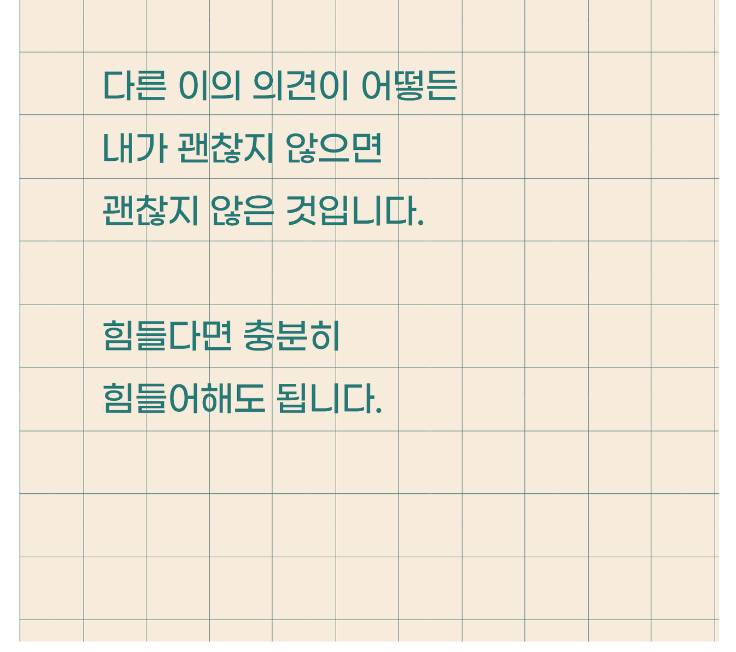 다른 이의 의견이 어떻든
내가 괜찮지 않으면
괜찮지 않은 것입니다.
힘들다면 충분히
힘들어해도 됩니다.